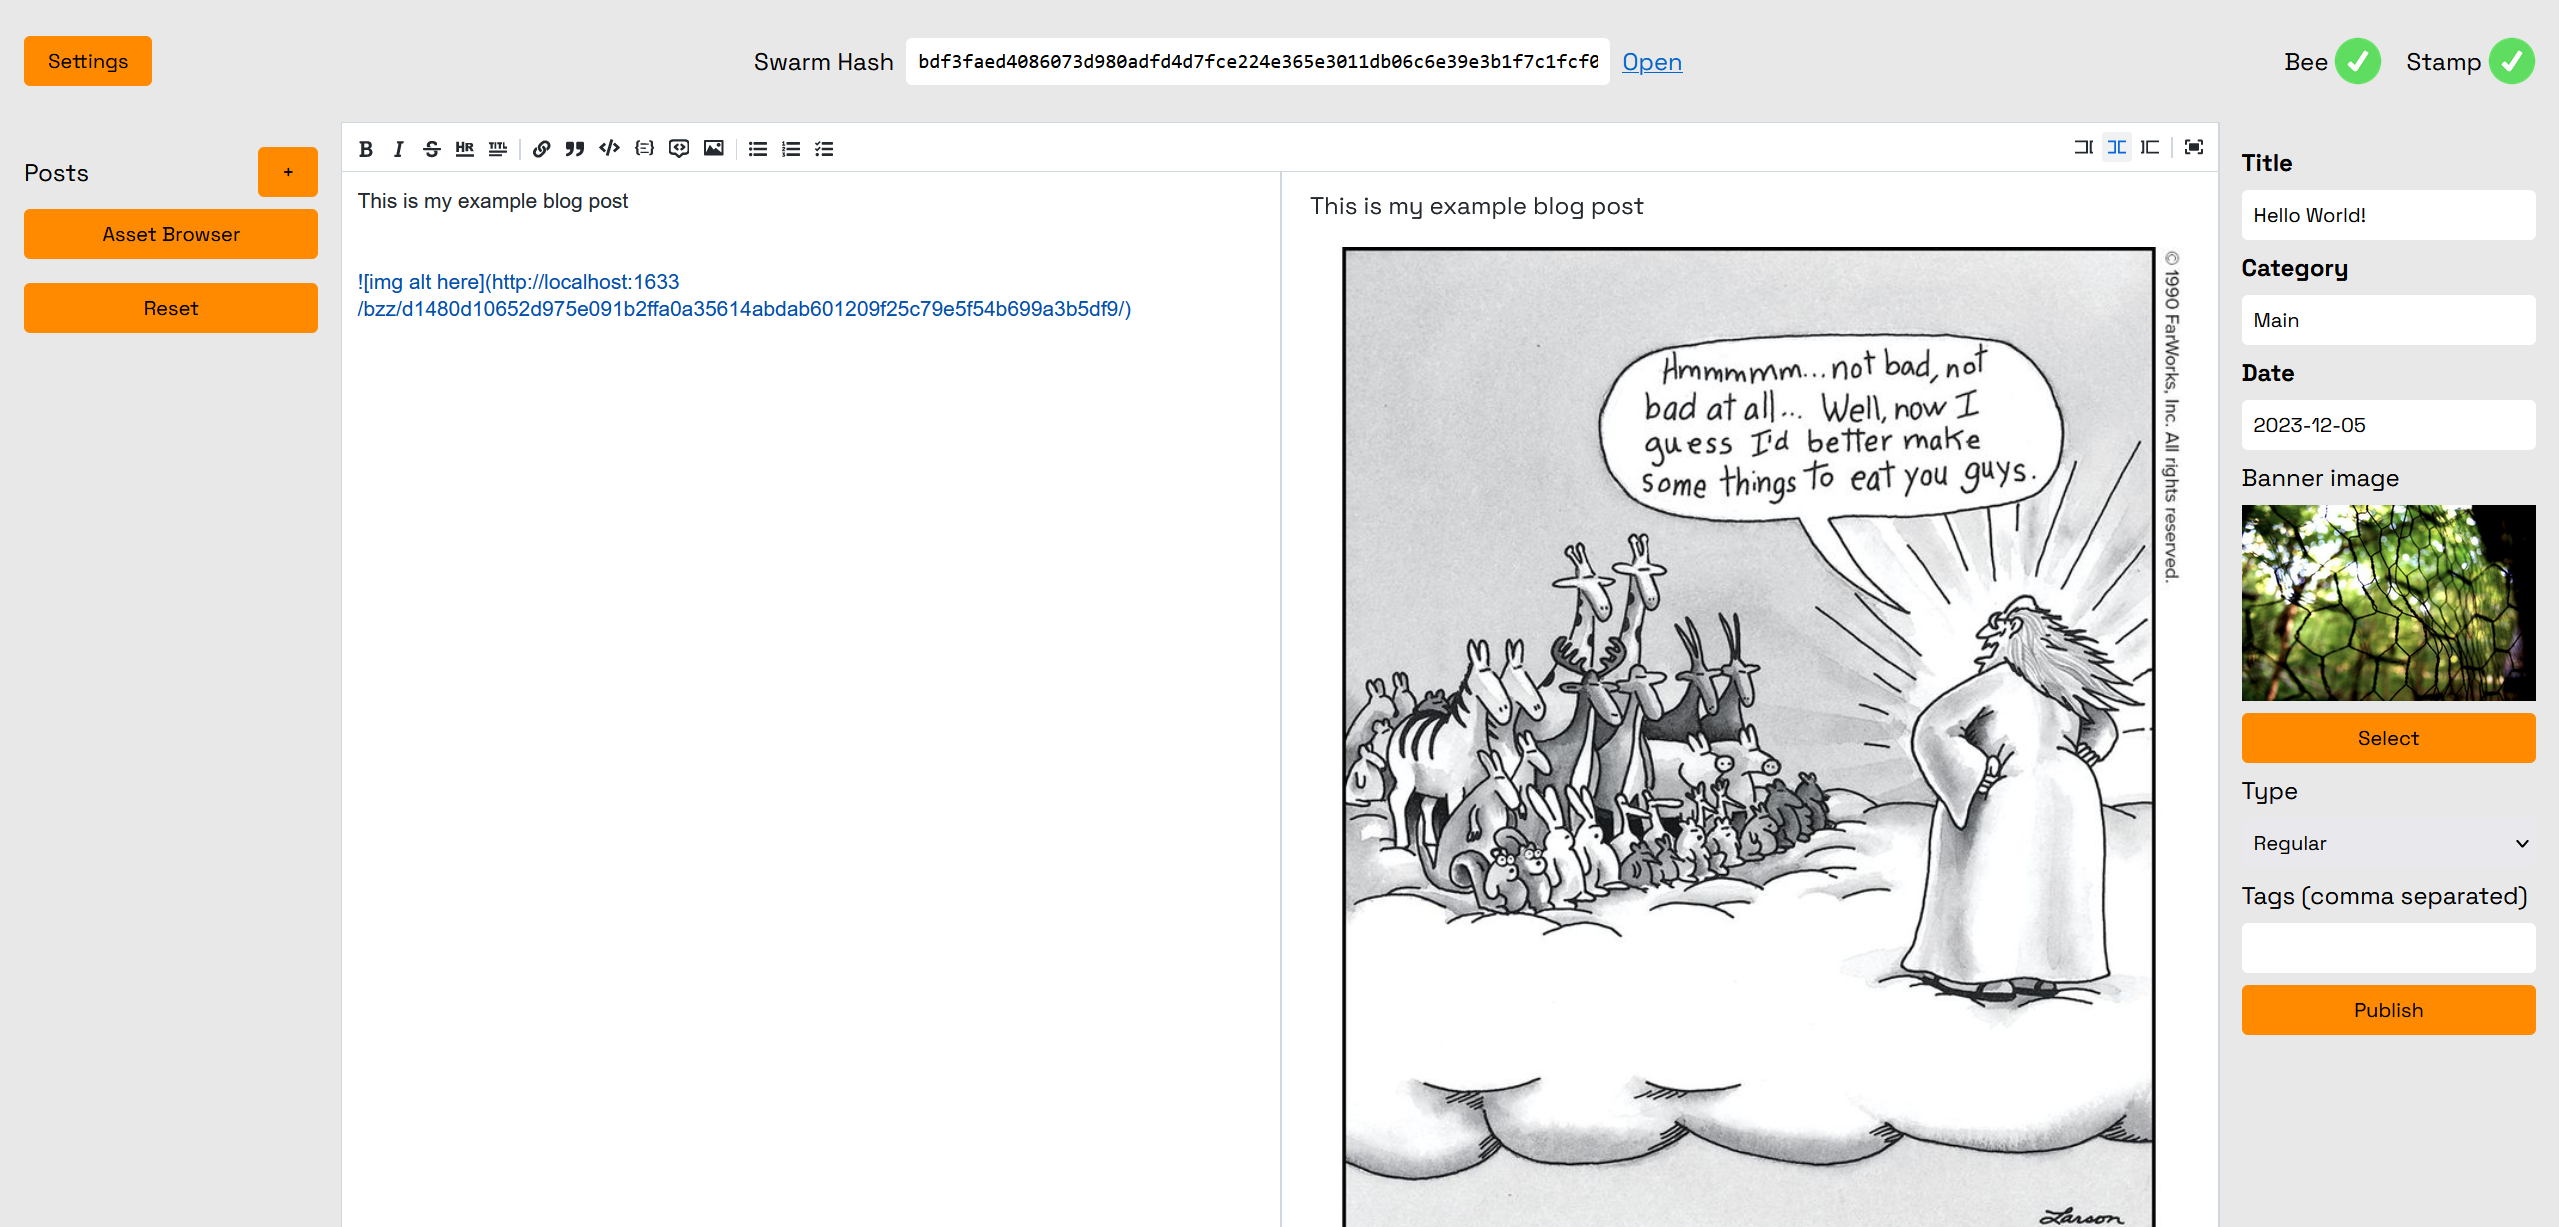 Settings
Swarm Hash
bdf3faed4086073d980adfd4d7fce224e365e3011db06c6e39e3b1f7c1fcf0
Open
Bee
Stamp
Posts
+
Asset Browser
Reset
B I S HR TITL
This is my example blog post
![img alt here](http://localhost:1633
/bzz/d1480d10652d975e091b2ffa0a35614abdab601209f25c79e5f54b699a3b5df9/)
This is my example blog post
© 1990 FarWorks, Inc. All rights reserved.
Hmmmmm...not bad, not
bad at all... Well, now I
guess I'd better make
some things to eat you guys.
Larson
Title
Hello World!
Category
Main
Date
2023-12-05
Banner image
Select
Type
Regular
Tags (comma separated)
Publish